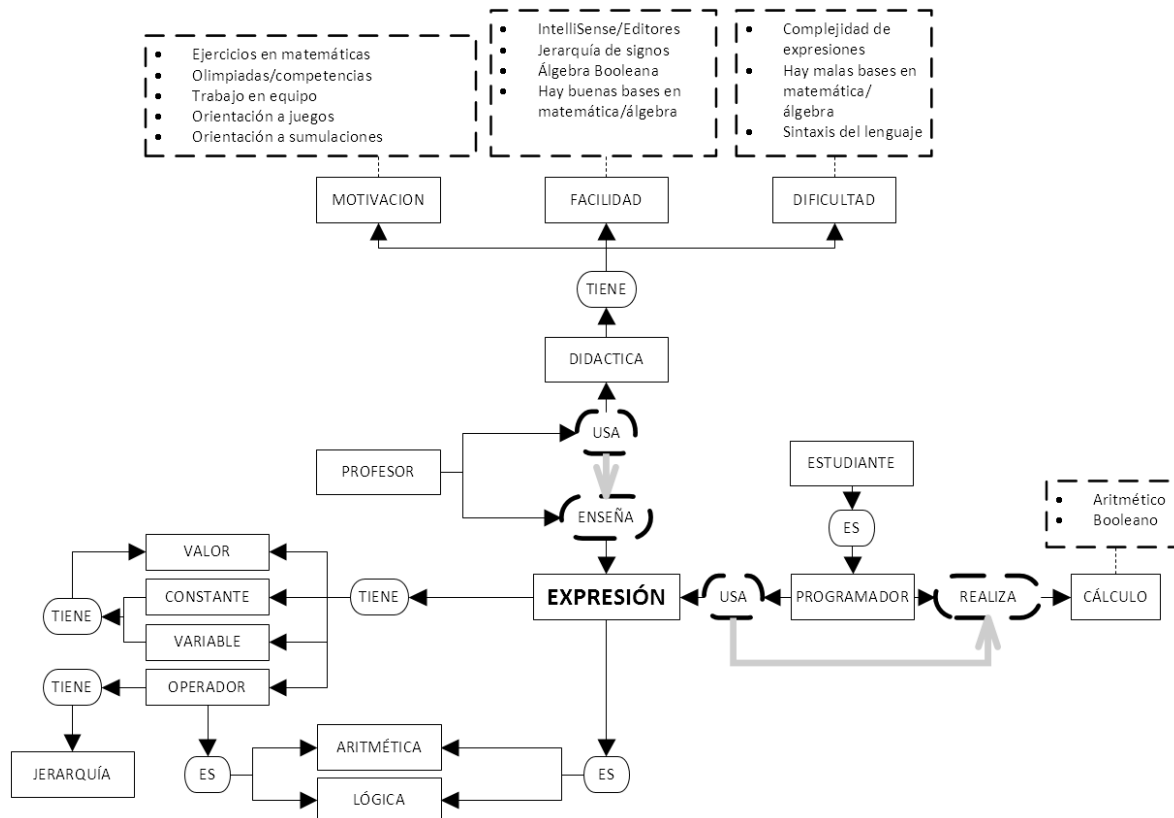 Ejercicios en matemáticas
Olimpiadas/competencias
Trabajo en equipo
Orientación a juegos
Orientación a sumulaciones
IntelliSense/Editores
Jerarquía de signos
Álgebra Booleana
Hay buenas bases en
matemática/álgebra
Complejidad de
expresiones
Hay malas bases en
matemática/
álgebra
Sintaxis del lenguaje
MOTIVACION
FACILIDAD
DIFICULTAD
TIENE
DIDACTICA
USA
PROFESOR
ENSEÑA
ESTUDIANTE
ES
Aritmético
Booleano
EXPRESIÓN
USA
PROGRAMADOR
REALIZA
CÁLCULO
TIENE
VALOR
CONSTANTE
VARIABLE
OPERADOR
TIENE
TIENE
JERARQUÍA
ES
ARITMÉTICA
LÓGICA
ES